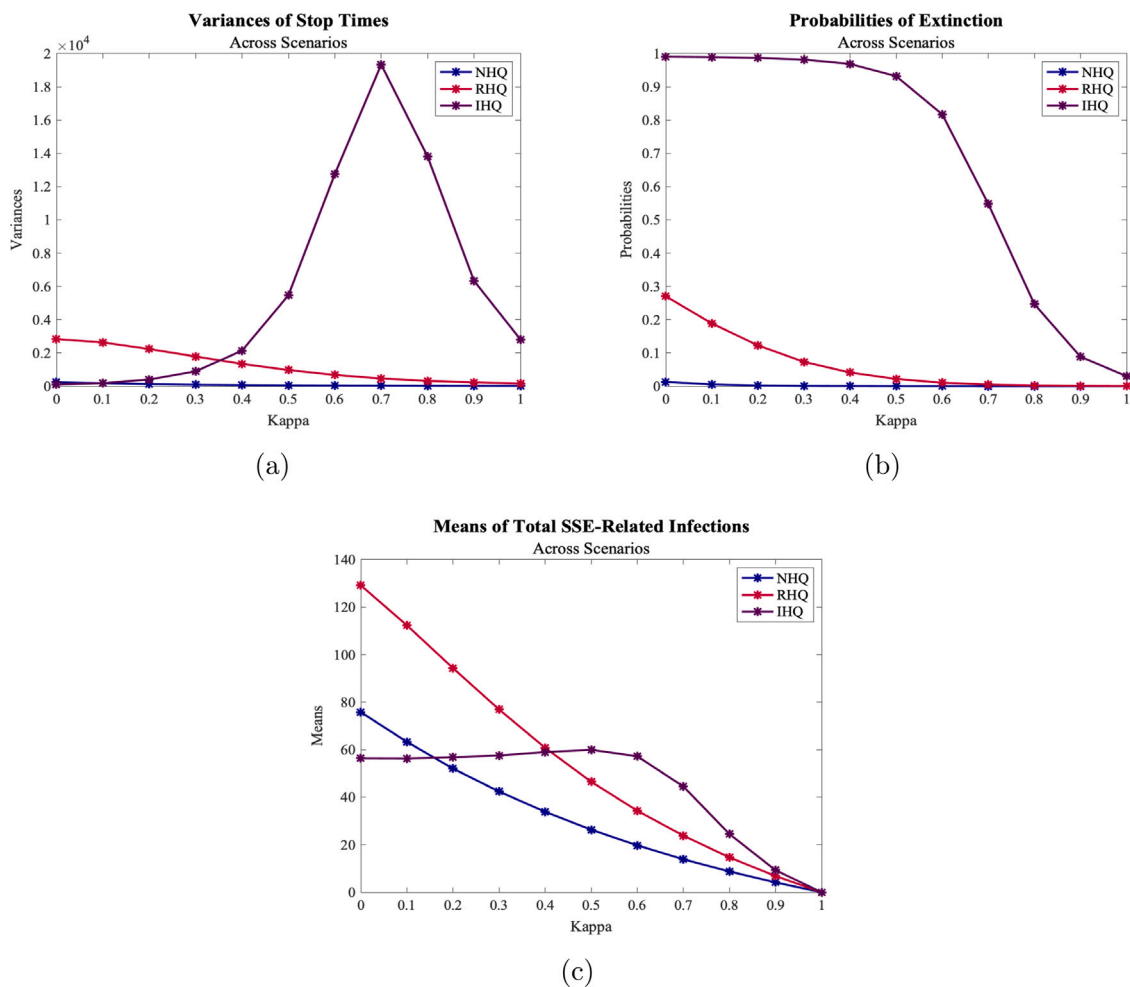 Variances of Stop Times
Across Scenarios
×10⁴
2
1.8
1.6
1.4
1.2
1
0.8
0.6
0.4
0.2
0
Variances
NHQ
RHQ
IHQ
0 0.1 0.2 0.3 0.4 0.5 0.6 0.7 0.8 0.9 1
Kappa
(a)
Probabilities of Extinction
Across Scenarios
1
0.9
0.8
0.7
0.6
0.5
0.4
0.3
0.2
0.1
0
Probabilities
NHQ
RHQ
IHQ
0 0.1 0.2 0.3 0.4 0.5 0.6 0.7 0.8 0.9 1
Kappa
(b)
Means of Total SSE-Related Infections
Across Scenarios
140
120
100
80
60
40
20
0
Means
NHQ
RHQ
IHQ
0 0.1 0.2 0.3 0.4 0.5 0.6 0.7 0.8 0.9 1
Kappa
(c)